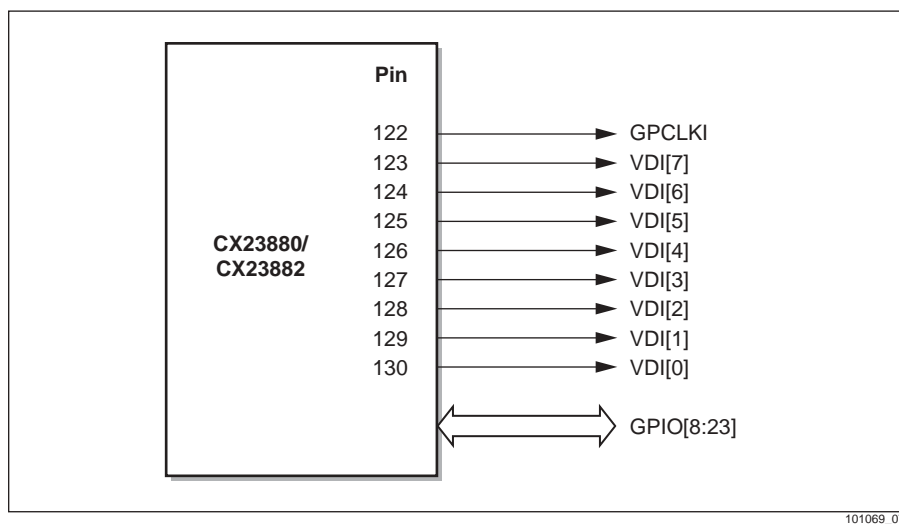 Pin
122 GPCLKI
123 VDI[7]
124 VDI[6]
125 VDI[5]
CX23880/
CX23882
126 VDI[4]
127 VDI[3]
128 VDI[2]
129 VDI[1]
130 VDI[0]
GPIO[8:23]